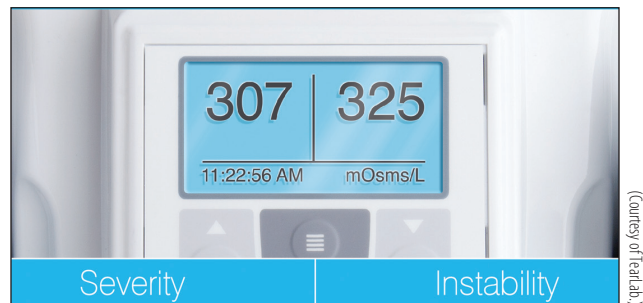 307 325
11:22:56 AM mOsms/L
Severity Instability
(Courtesy of TearLab)